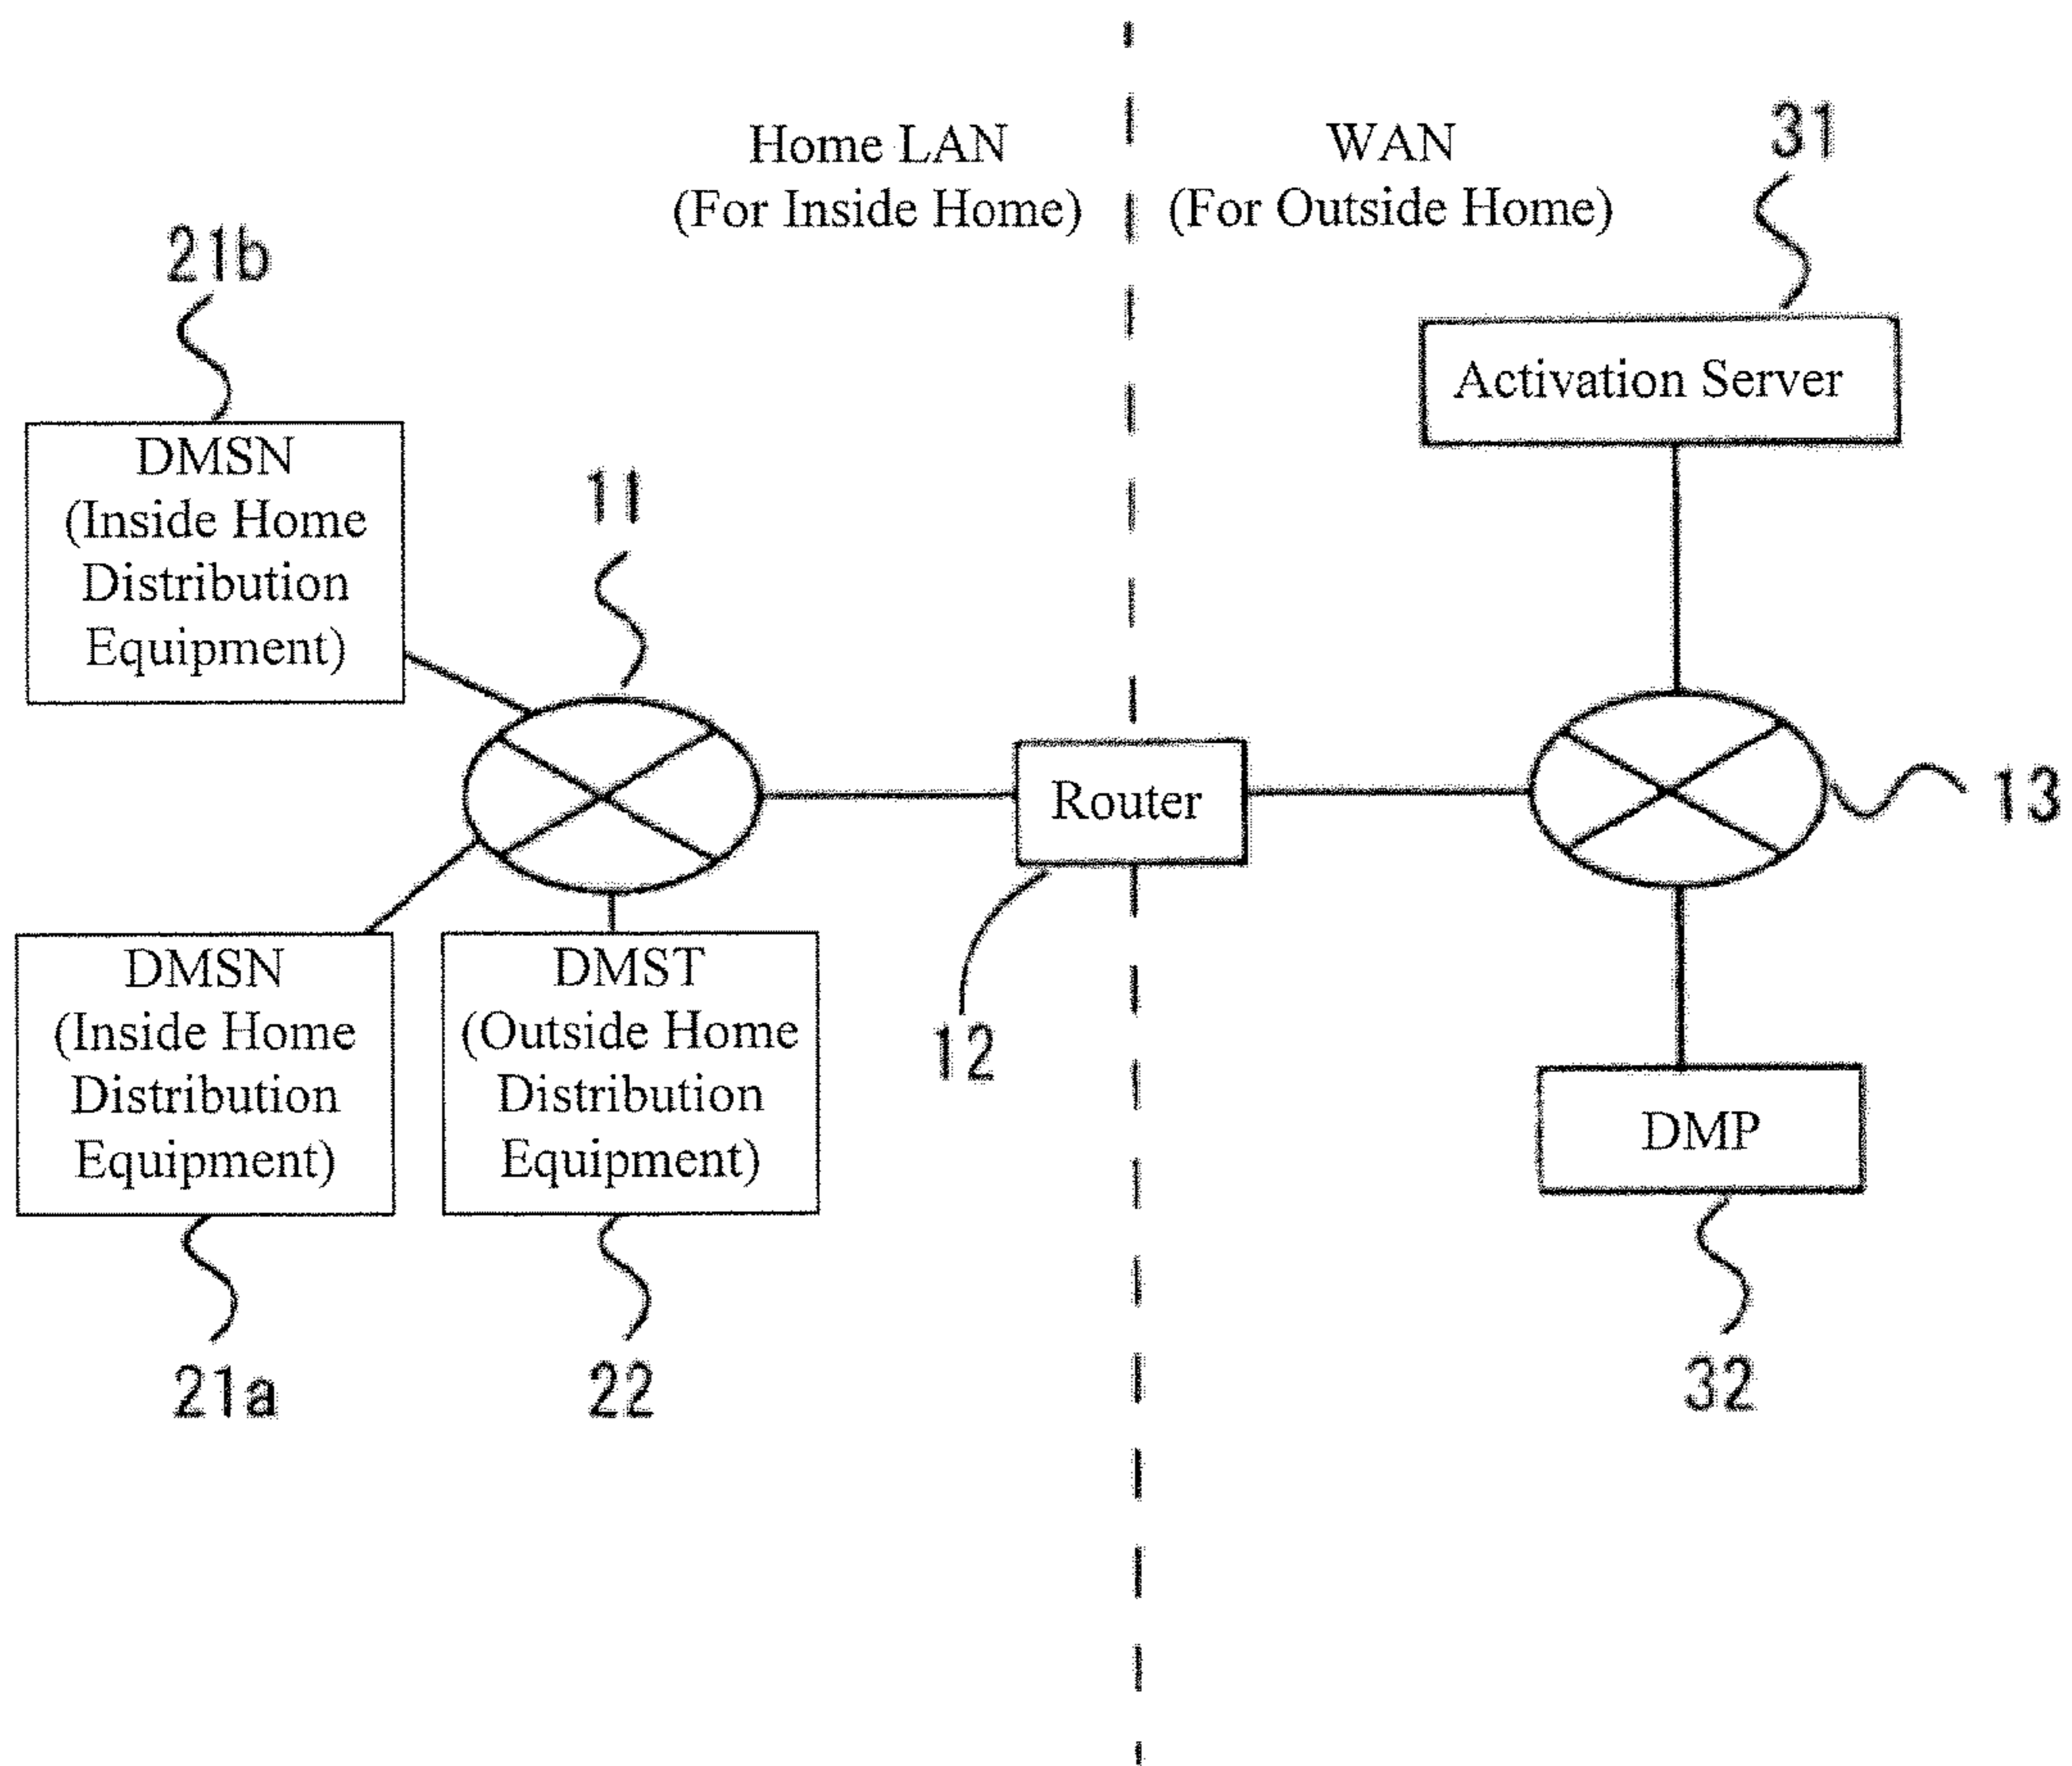 Home LAN
(For Inside Home)
WAN
(For Outside Home)
31
21b
Activation Server
DMSN
(Inside Home
Distribution
Equipment)
11
Router
13
12
DMSN
(Inside Home
Distribution
Equipment)
DMST
(Outside Home
Distribution
Equipment)
DMP
21a
22
32